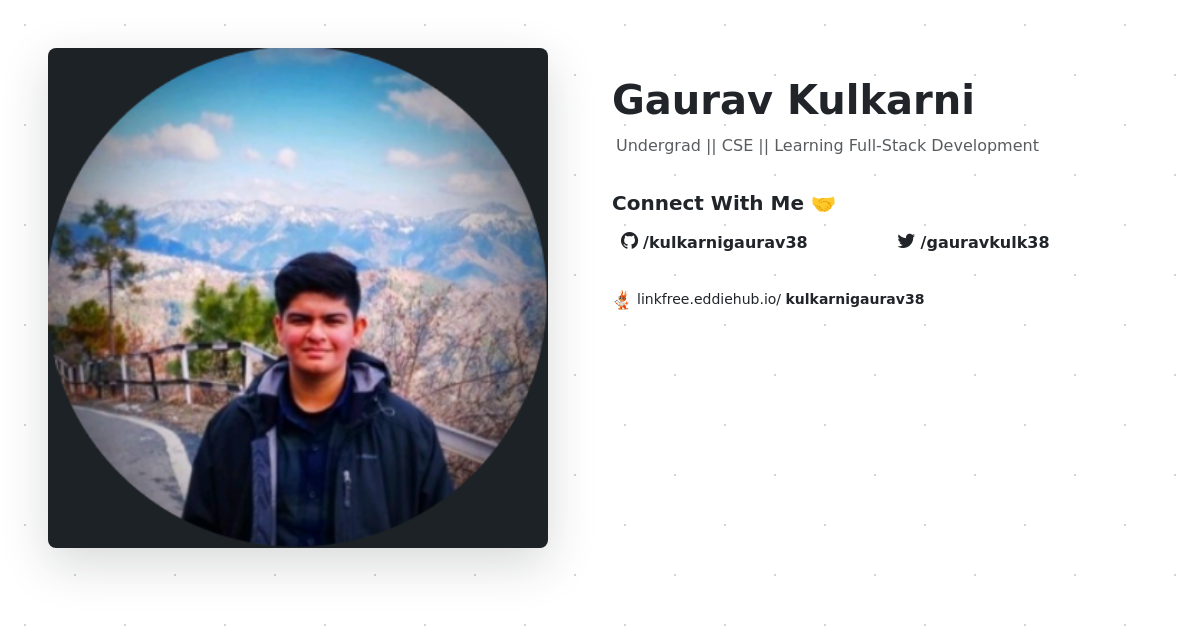 Gaurav Kulkarni
Undergrad || CSE || Learning Full-Stack Development
Connect With Me 🤝
/kulkarnigaurav38
/gauravkulk38
linkfree.eddiehub.io/ kulkarnigaurav38